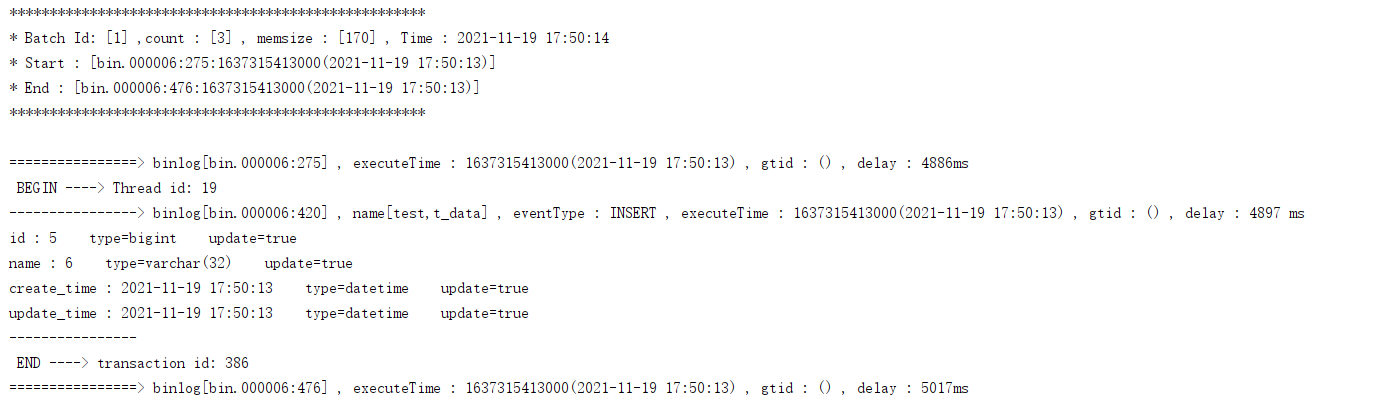 ****************************************************
* Batch Id: [1] ,count : [3] , memsize : [170] , Time : 2021-11-19 17:50:14
* Start : [bin.000006:275:1637315413000(2021-11-19 17:50:13)]
* End : [bin.000006:476:1637315413000(2021-11-19 17:50:13)]
****************************************************
================> binlog[bin.000006:275] , executeTime : 1637315413000(2021-11-19 17:50:13) , gtid : () , delay : 4886ms
BEGIN ----> Thread id: 19
----------------> binlog[bin.000006:420] , name[test,t_data] , eventType : INSERT , executeTime : 1637315413000(2021-11-19 17:50:13) , gtid : () , delay : 4897 ms
id : 5    type=bigint    update=true
name : 6    type=varchar(32)    update=true
create_time : 2021-11-19 17:50:13    type=datetime    update=true
update_time : 2021-11-19 17:50:13    type=datetime    update=true
----------------
END ----> transaction id: 386
================> binlog[bin.000006:476] , executeTime : 1637315413000(2021-11-19 17:50:13) , gtid : () , delay : 5017ms